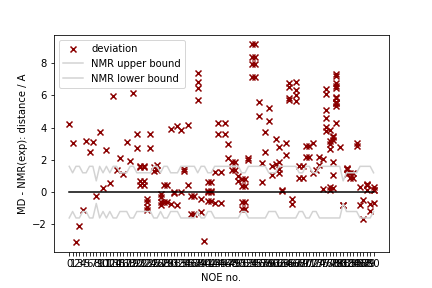 deviation
NMR upper bound
NMR lower bound
MD - NMR(exp): distance / A
8
6
4
2
0
−2
NOE no.